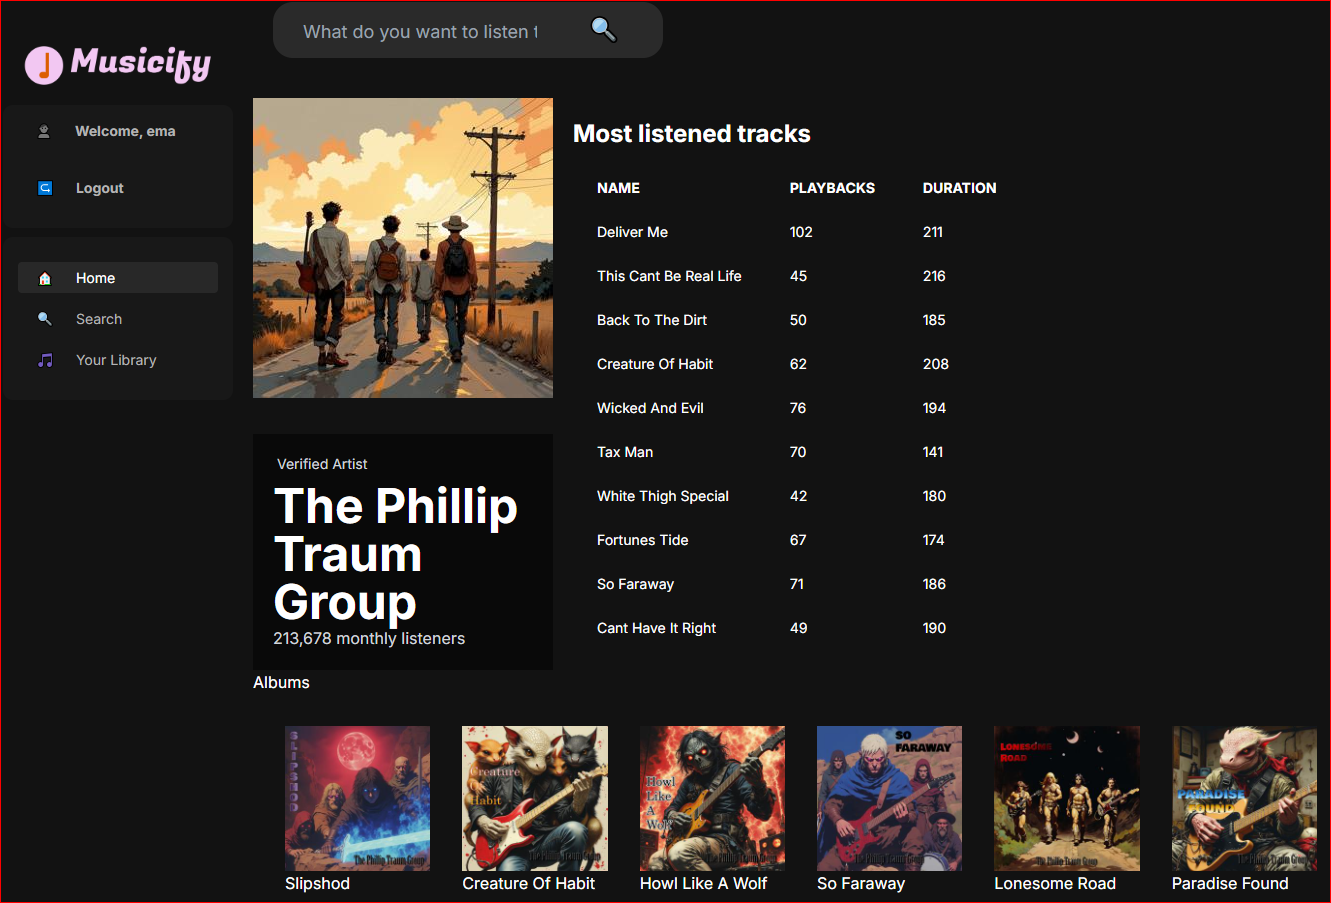 What do you want to listen t
Musicify
Welcome, ema
Logout
Home
Search
Your Library
Most listened tracks
NAME PLAYBACKS DURATION
Deliver Me 102 211
This Cant Be Real Life 45 216
Back To The Dirt 50 185
Creature Of Habit 62 208
Wicked And Evil 76 194
Tax Man 70 141
White Thigh Special 42 180
Fortunes Tide 67 174
So Faraway 71 186
Cant Have It Right 49 190
Verified Artist
The Phillip
Traum
Group
213,678 monthly listeners
Albums
SLIPSHOD
The Phillip Traum Group
Creature
Of
Habit
The Phillip Traum Group
Howl
Like
A
Wolf
The Phillip Traum Group
SO
FARAWAY
The Phillip Traum Group
LONESOME
ROAD
The Phillip Traum Group
PARADISE
FOUND
The Phillip Traum Group
Slipshod
Creature Of Habit
Howl Like A Wolf
So Faraway
Lonesome Road
Paradise Found